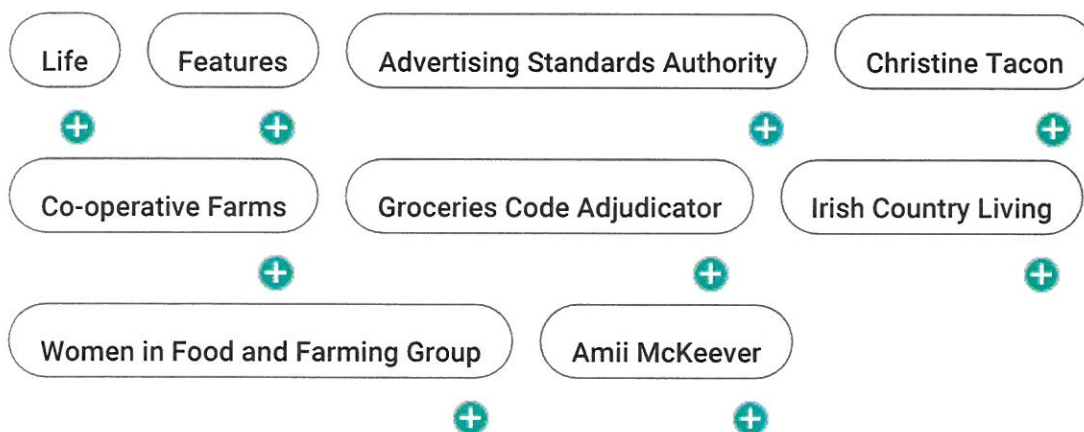 Life Features Advertising Standards Authority Christine Tacon
Co-operative Farms Groceries Code Adjudicator Irish Country Living
Women in Food and Farming Group Amii McKeever